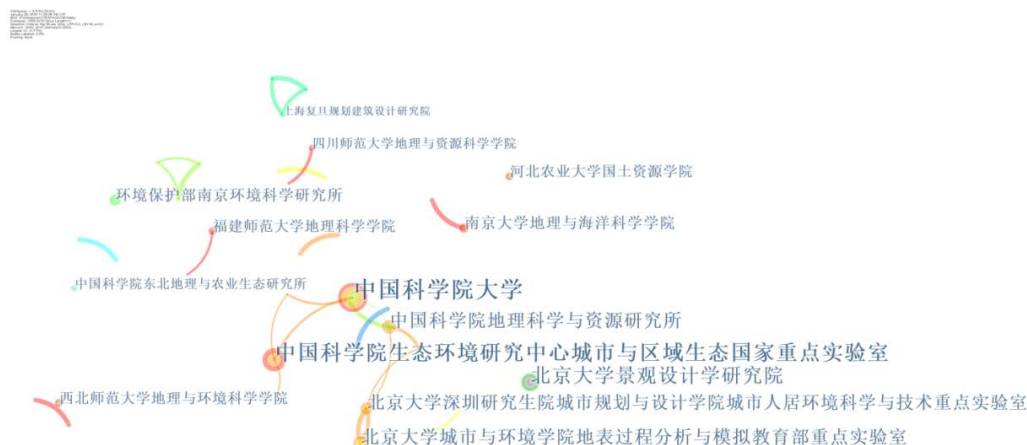 上海复旦规划建筑设计研究院
四川师范大学地理与资源科学学院
河北农业大学国土资源学院
环境保护部南京环境科学研究所
福建师范大学地理科学学院
南京大学地理与海洋科学学院
中国科学院东北地理与农业生态研究所
中国科学院大学
中国科学院地理科学与资源研究所
中国科学院生态环境研究中心城市与区域生态国家重点实验室
北京大学景观设计学研究院
西北师范大学地理与环境科学学院
北京大学深圳研究生院城市规划与设计学院城市人居环境科学与技术重点实验室
北京大学城市与环境学院地表过程分析与模拟教育部重点实验室